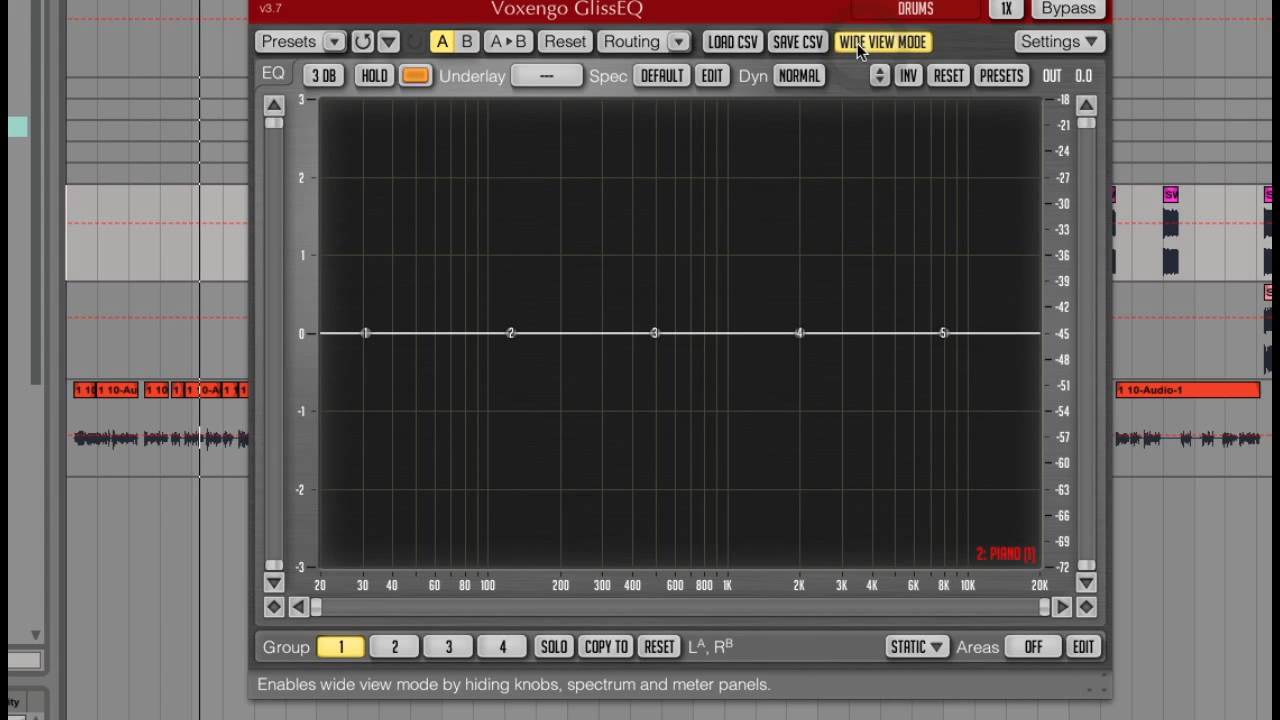 v3.7 Voxengo GlissEQ DRUMS 1X Bypass
Presets A B A▸B Reset Routing LOAD CSV SAVE CSV WIDE VIEW MODE Settings
EQ 3 DB HOLD Underlay --- Spec DEFAULT EDIT Dyn NORMAL INV RESET PRESETS OUT 0.0
3 -18
-21
-24
2 -27
-30
-33
1 -36
-39
-42
0 1 2 3 4 5 -45
-48
-51
1 10-Au 1 10 1 1 10-Audio-1
-1 -54
-57
-60
-2 -63
-66
-69
2: PIANO (1)
-3 -72
20 30 40 60 80 100 200 300 400 600 800 1K 2K 3K 4K 6K 8K 10K 20K
Group 1 2 3 4 SOLO COPY TO RESET Lᴬ, Rᴮ STATIC Areas OFF EDIT
Enables wide view mode by hiding knobs, spectrum and meter panels.